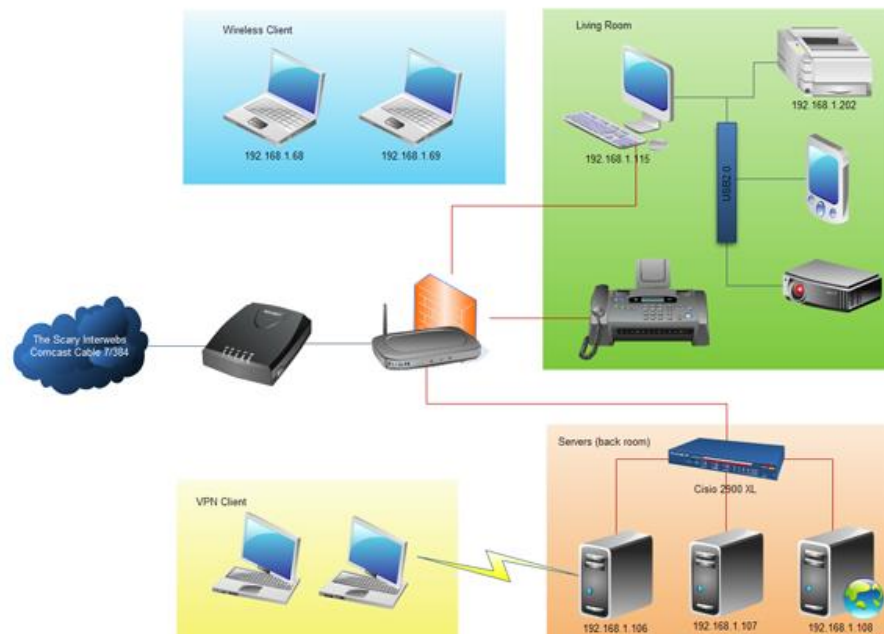 Wireless Client
192.168.1.68
192.168.1.69
Living Room
192.168.1.115
192.168.1.202
USB2.0
The Scary Interwebs
Comcast Cable 7/384
Servers (back room)
Cisio 2900 XL
192.168.1.106
192.168.1.107
192.168.1.108
VPN Client